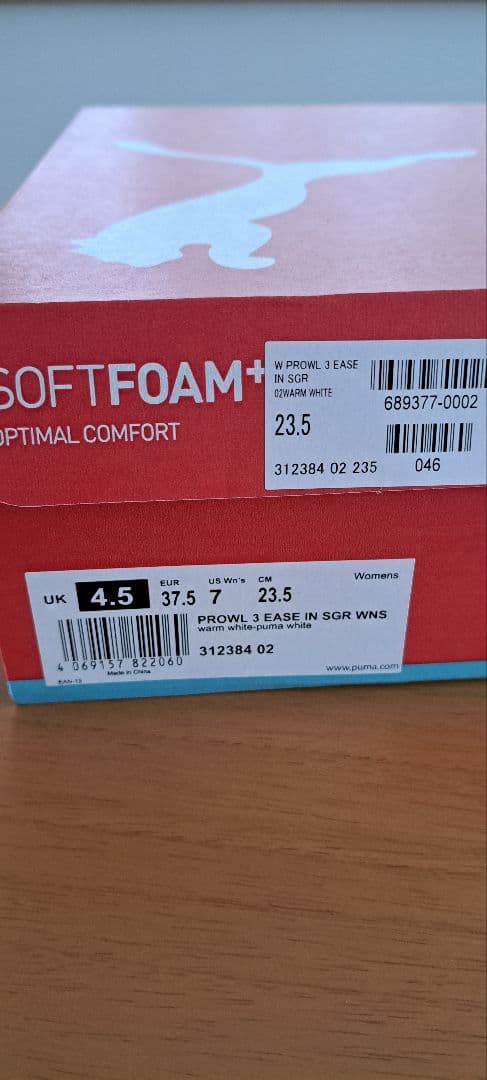 SOFTFOAM+
OPTIMAL COMFORT
W PROWL 3 EASE
IN SGR
02WARM WHITE
689377-0002
23.5
312384 02 235
046
UK 4.5
EUR 37.5
US Wn's 7
CM 23.5
Womens
PROWL 3 EASE IN SGR WNS
warm white-puma white
4 069157 822060
312384 02
Made in China
EAN-13
www.puma.com